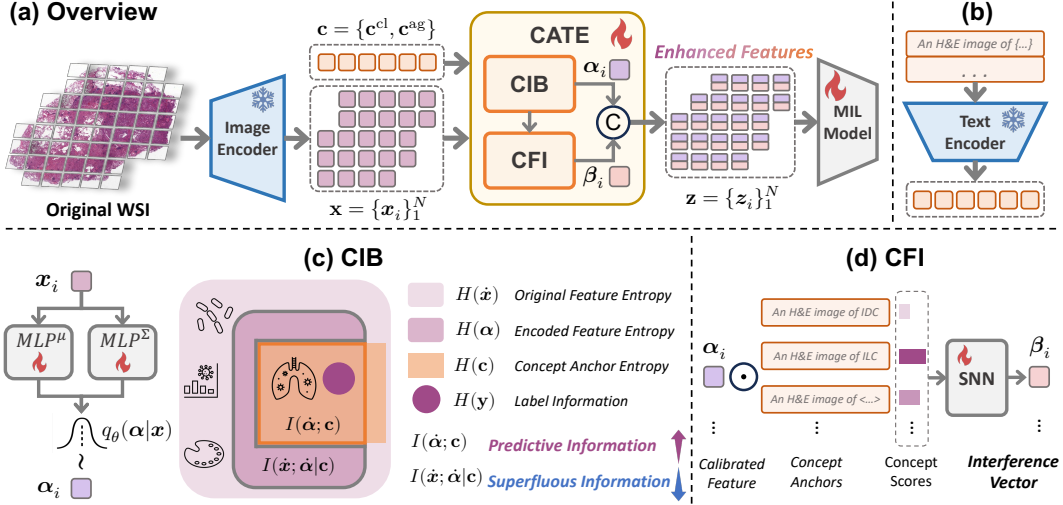 (a) Overview
c = {c^cl, c^ag}
CATE
CIB
CFI
α_i
C
β_i
Enhanced Features
Image
Encoder
MIL
Model
Original WSI
x = {x_i}_1^N
z = {z_i}_1^N
(b)
An H&E image of {...}
. . .
Text
Encoder
(c) CIB
x_i
MLP^μ
MLP^Σ
q_θ(α|x)
~
α_i
I(α̇; c)
I(ẋ; α̇|c)
H(ẋ) Original Feature Entropy
H(α) Encoded Feature Entropy
H(c) Concept Anchor Entropy
H(y) Label Information
I(α̇; c) Predictive Information
I(ẋ; α̇|c) Superfluous Information
(d) CFI
α_i
An H&E image of IDC
An H&E image of ILC
An H&E image of <...>
SNN
β_i
⋮ ⋮ ⋮ ⋮
Calibrated
Feature
Concept
Anchors
Concept
Scores
Interference
Vector